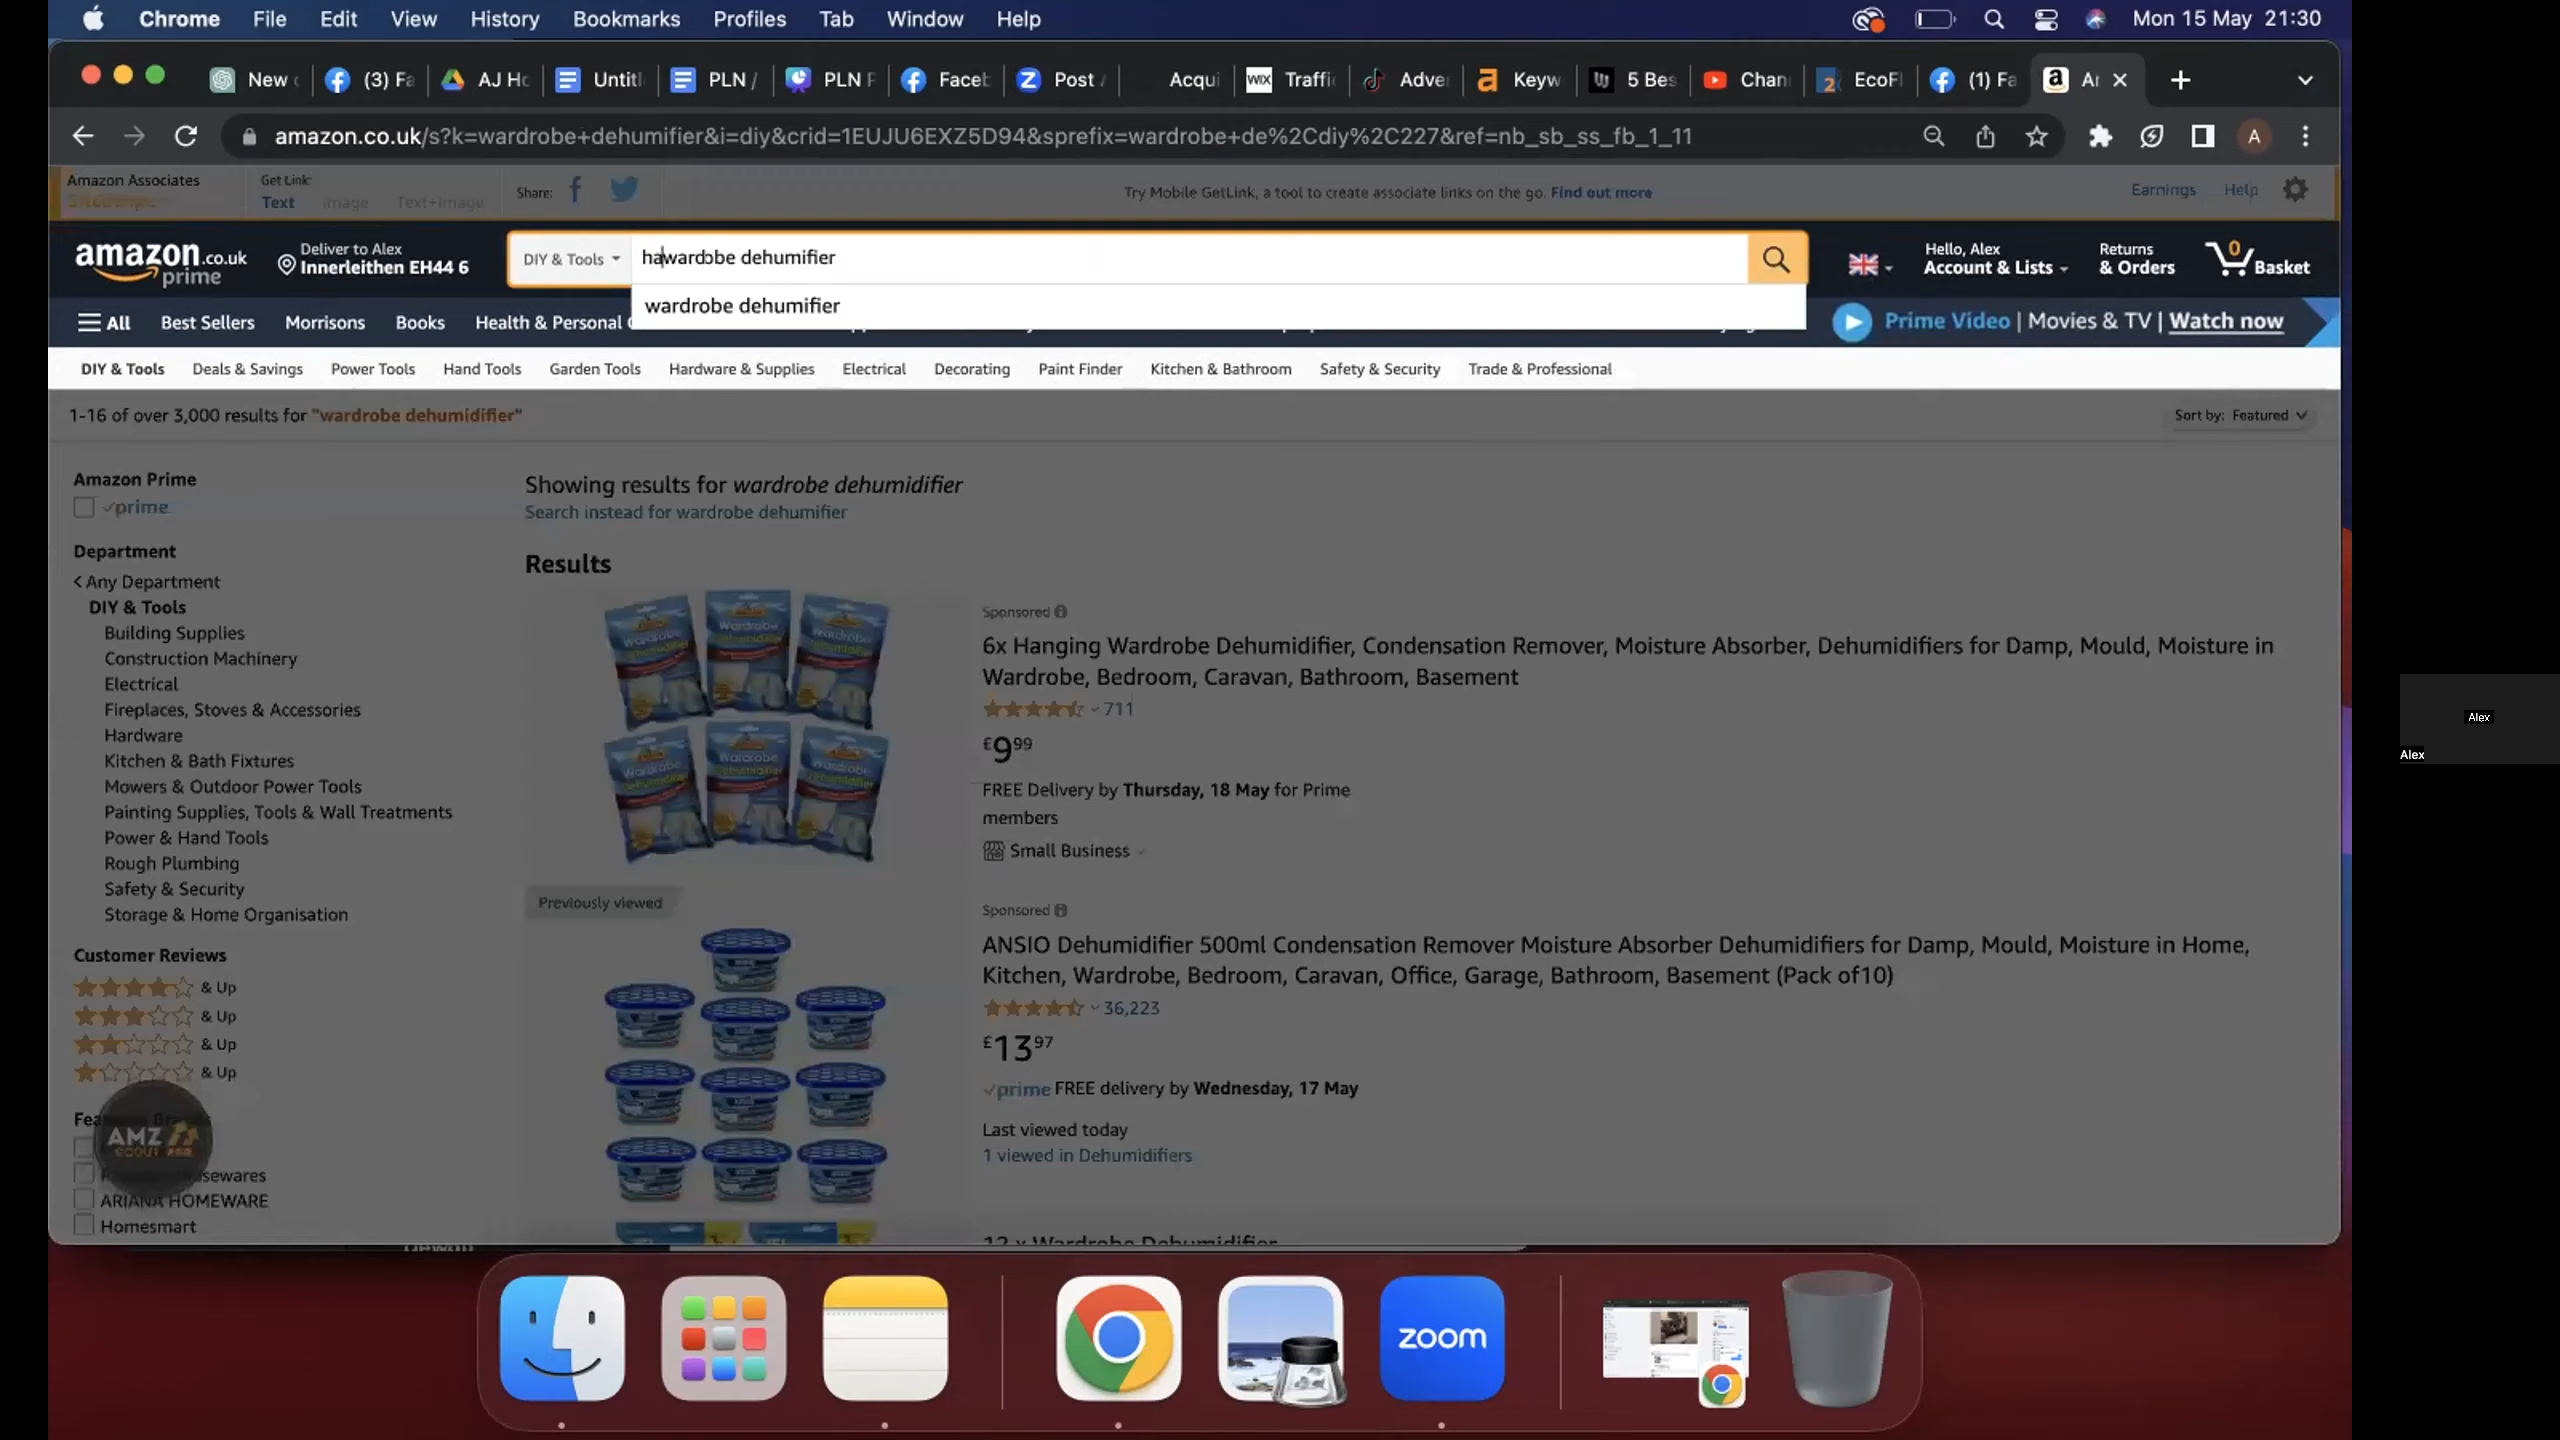 Chrome File Edit View History Bookmarks Profiles Tab Window Help Mon 15 May 21:30
New (3) Fa AJ Ho Untitl PLN / PLN F Faceb Post Acqui WIX Traffic Adve Keyw 5 Bes Chan EcoFl (1) Fa Ar
amazon.co.uk/s?k=wardrobe+dehumifier&i=diy&crid=1EUJU6EXZ5D94&sprefix=wardrobe+de%2Cdiy%2C227&ref=nb_sb_ss_fb_1_11 A
Amazon Associates Get Link: Share: Try Mobile GetLink, a tool to create associate links on the go. Find out more Earnings Help
Text Image Text+Image
amazon.co.uk
prime
Deliver to Alex
Innerleithen EH44 6
DIY & Tools
hawardobe dehumifier
wardrobe dehumifier
Hello, Alex
Account & Lists
Returns
& Orders
0
Basket
All Best Sellers Morrisons Books Health & Personal
Prime Video | Movies & TV | Watch now
DIY & Tools Deals & Savings Power Tools Hand Tools Garden Tools Hardware & Supplies Electrical Decorating Paint Finder Kitchen & Bathroom Safety & Security Trade & Professional
1-16 of over 3,000 results for "wardrobe dehumidifier" Sort by: Featured
Amazon Prime
prime
Department
Any Department
DIY & Tools
Building Supplies
Construction Machinery
Electrical
Fireplaces, Stoves & Accessories
Hardware
Kitchen & Bath Fixtures
Mowers & Outdoor Power Tools
Painting Supplies, Tools & Wall Treatments
Power & Hand Tools
Rough Plumbing
Safety & Security
Storage & Home Organisation
Customer Reviews
& Up
& Up
& Up
& Up
AMZ
SCOUT PRO
ARIANA HOMEWARE
Homesmart
Showing results for wardrobe dehumidifier
Search instead for wardrobe dehumifier
Results
Wardrobe Dehumidifier
Sponsored
6x Hanging Wardrobe Dehumidifier, Condensation Remover, Moisture Absorber, Dehumidifiers for Damp, Mould, Moisture in
Wardrobe, Bedroom, Caravan, Bathroom, Basement
711
£9.99
FREE Delivery by Thursday, 18 May for Prime
members
Small Business
Previously viewed
Sponsored
ANSIO Dehumidifier 500ml Condensation Remover Moisture Absorber Dehumidifiers for Damp, Mould, Moisture in Home,
Kitchen, Wardrobe, Bedroom, Caravan, Office, Garage, Bathroom, Basement (Pack of10)
36,223
£13.97
prime FREE delivery by Wednesday, 17 May
Last viewed today
1 viewed in Dehumidifiers
12 x Wardrobe Dehumidifier
zoom
Alex
Alex